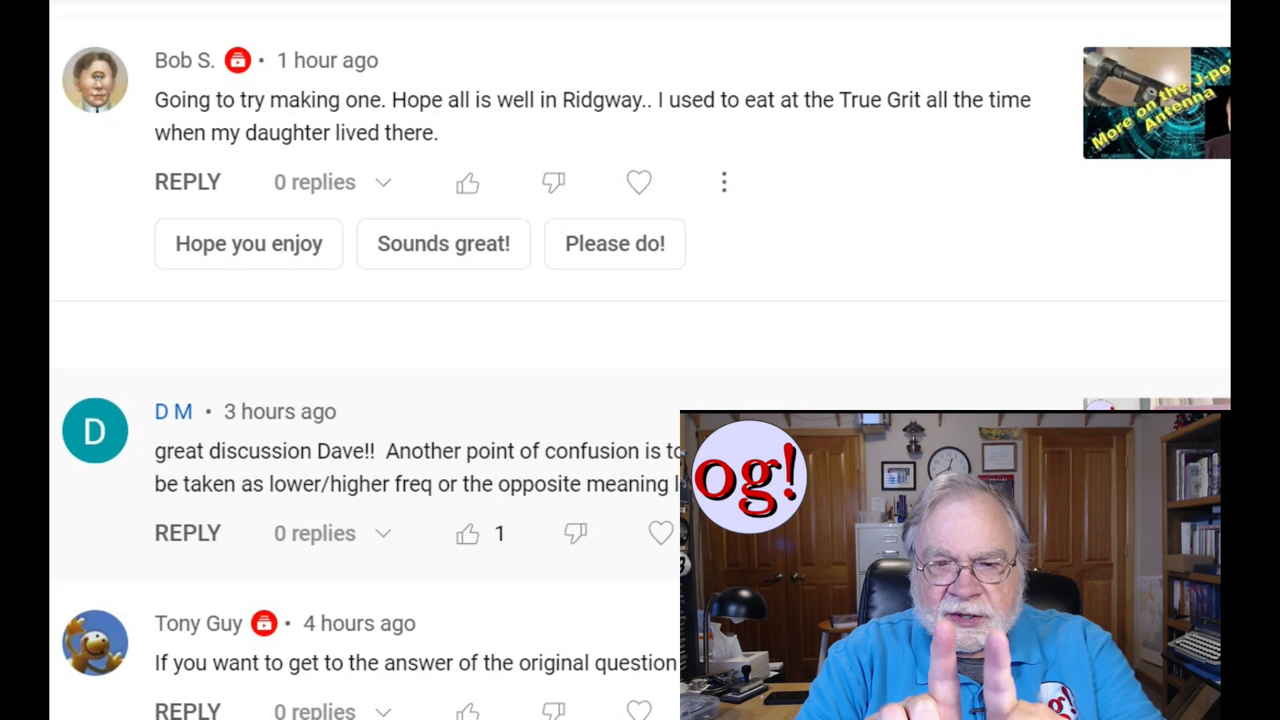 Bob S. • 1 hour ago
Going to try making one. Hope all is well in Ridgway.. I used to eat at the True Grit all the time
when my daughter lived there.
More on the J-po
Antenna
REPLY 0 replies
Hope you enjoy Sounds great! Please do!
D
D M • 3 hours ago
great discussion Dave!! Another point of confusion is
be taken as lower/higher freq or the opposite meaning
REPLY 0 replies 1
og!
Tony Guy • 4 hours ago
If you want to get to the answer of the original question
REPLY 0 replies
og!